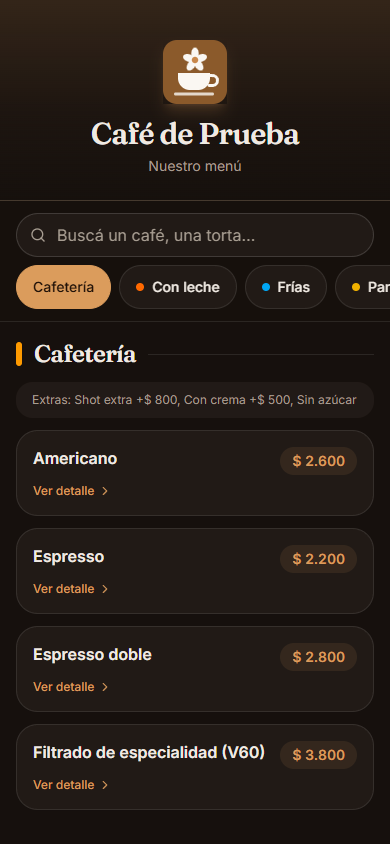 Café de Prueba
Nuestro menú
Buscá un café, una torta...
Cafetería
Con leche
Frías
Cafetería
Extras: Shot extra +$ 800, Con crema +$ 500, Sin azúcar
Americano
$ 2.600
Ver detalle
Espresso
$ 2.200
Ver detalle
Espresso doble
$ 2.800
Ver detalle
Filtrado de especialidad (V60)
$ 3.800
Ver detalle